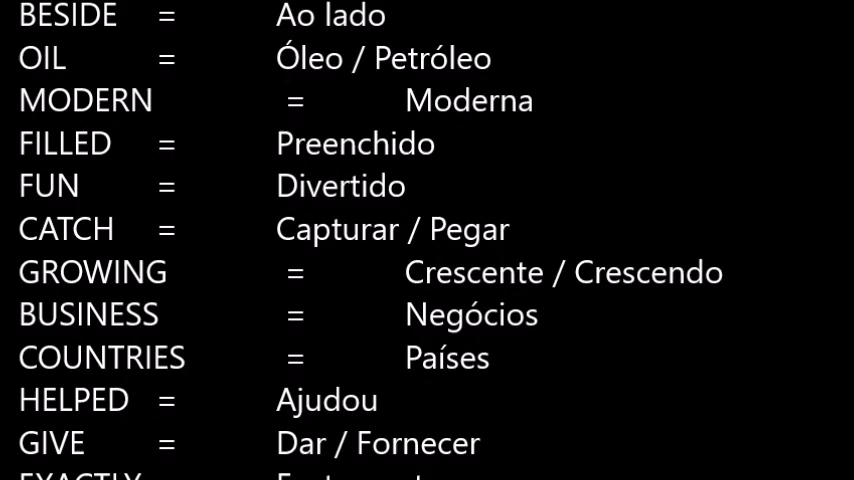 BESIDE = Ao lado
OIL = Óleo / Petróleo
MODERN = Moderna
FILLED = Preenchido
FUN = Divertido
CATCH = Capturar / Pegar
GROWING = Crescente / Crescendo
BUSINESS = Negócios
COUNTRIES = Países
HELPED = Ajudou
GIVE = Dar / Fornecer
EXACTLY =